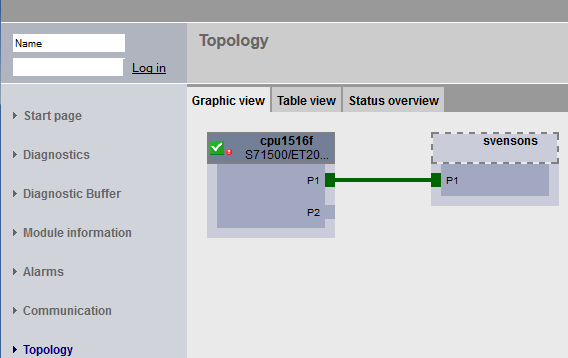 Topology
Name
Log in
Graphic view
Table view
Status overview
Start page
Diagnostics
Diagnostic Buffer
Module information
Alarms
Communication
Topology
cpu1516f
S71500/ET20...
P1
P2
svensons
P1